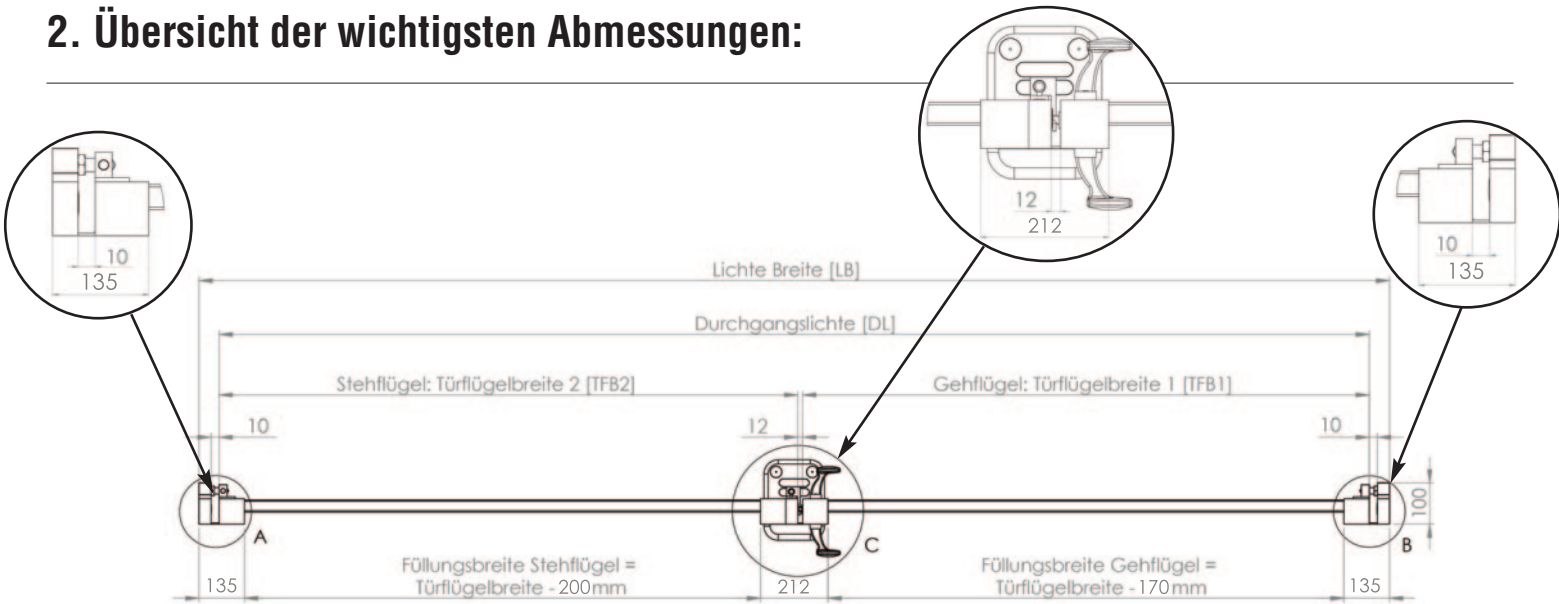 2. Übersicht der wichtigsten Abmessungen:
12
212
10
135
10
135
Lichte Breite [LB]
Durchgangslichte [DL]
Stehflügel: Türflügelbreite 2 [TFB2]
Gehflügel: Türflügelbreite 1 [TFB1]
10
12
10
100
A
C
B
Füllungsbreite Stehflügel =
Türflügelbreite - 200mm
Füllungsbreite Gehflügel =
Türflügelbreite - 170mm
135
212
135